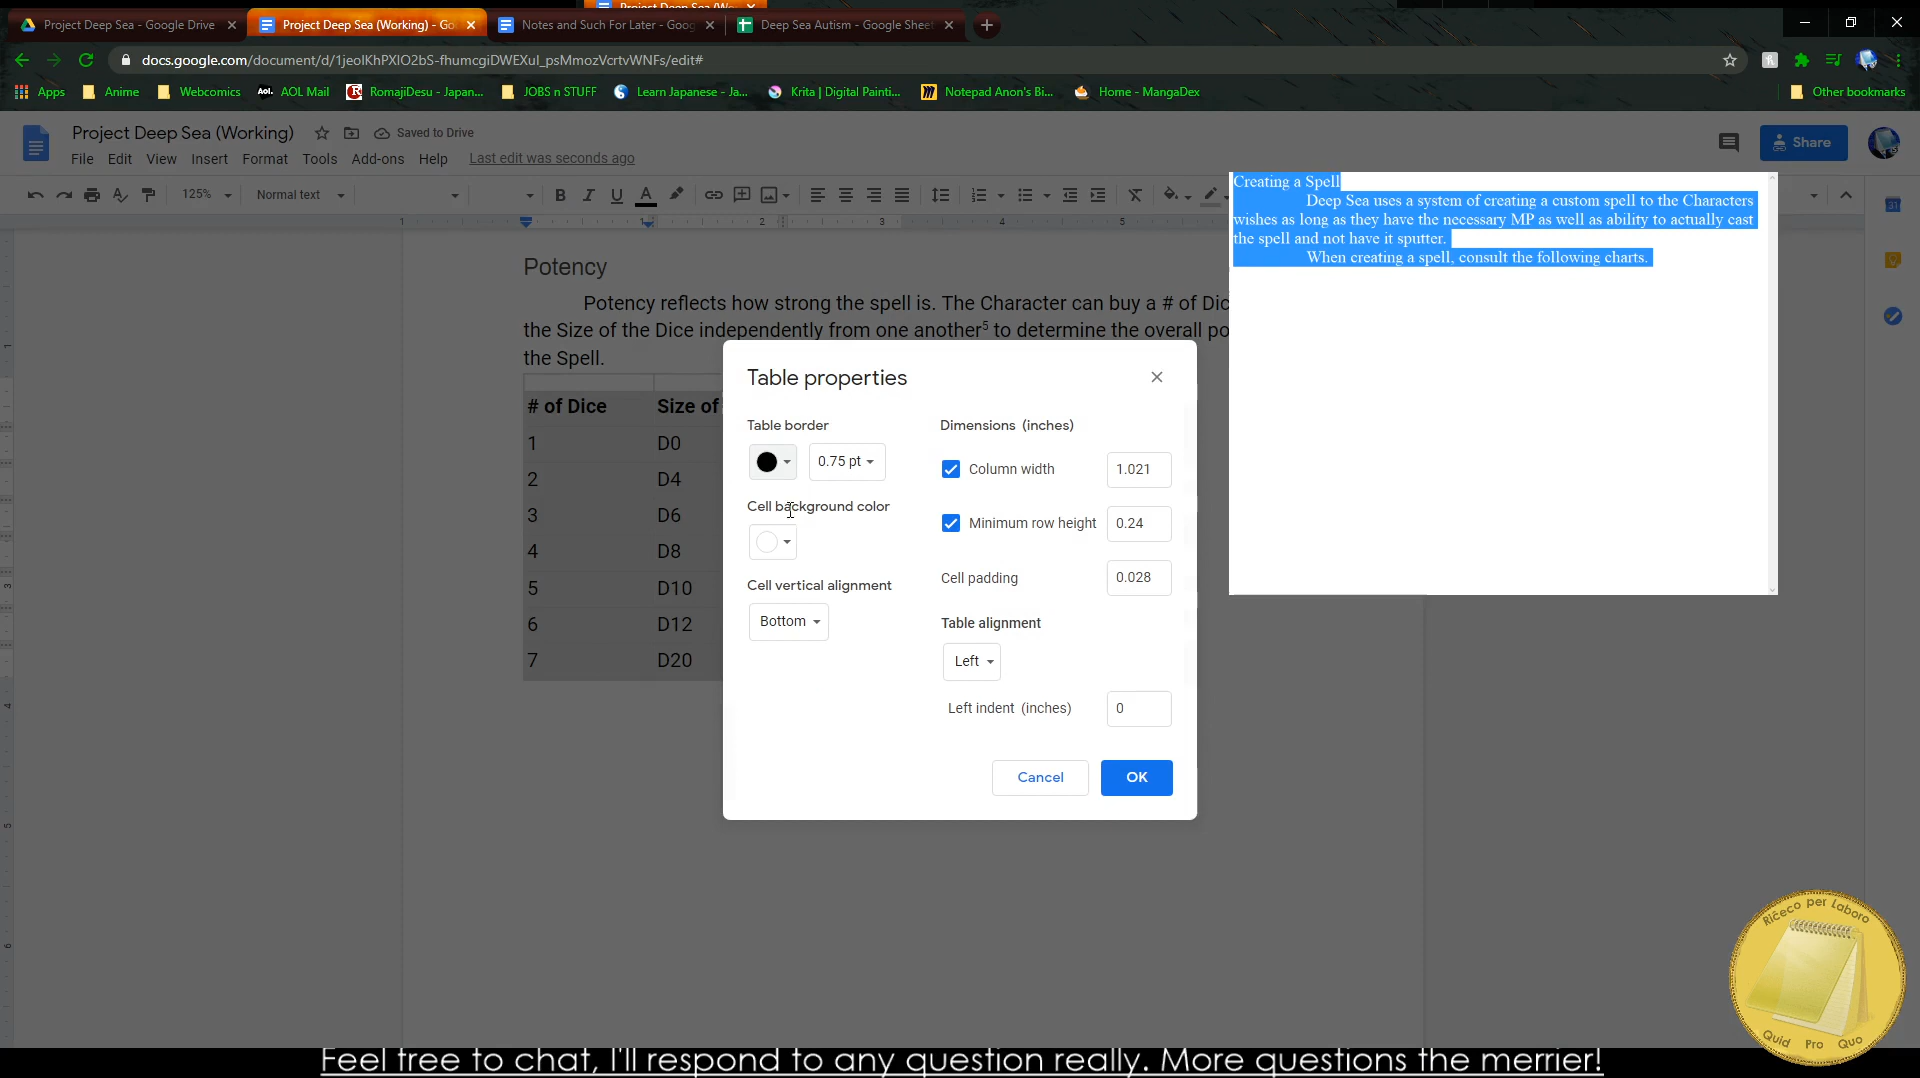 Project Deep Sea - Google Drive
Project Deep Sea (Working) - Go
Notes and Such For Later - Goog
Deep Sea Autism - Google Sheet
docs.google.com/document/d/1jeolKhPXlO2bS-fhumcgiDWEXuI_psMmozVcrtvWNFs/edit#
Apps
Anime
Webcomics
Aol.
AOL Mail
RomajiDesu - Japan...
JOBS n STUFF
Learn Japanese - Ja...
Krita | Digital Painti...
Notepad Anon's Bi...
Home - MangaDex
Other bookmarks
Project Deep Sea (Working)
Saved to Drive
File Edit View Insert Format Tools Add-ons Help
Last edit was seconds ago
Share
125%
Normal text
Potency
Potency reflects how strong the spell is. The Character can buy a # of Dic
the Size of the Dice independently from one another5 to determine the overall po
the Spell.
# of Dice Size of
1 D0
2 D4
3 D6
4 D8
5 D10
6 D12
7 D20
Creating a Spell
Deep Sea uses a system of creating a custom spell to the Characters
wishes as long as they have the necessary MP as well as ability to actually cast
the spell and not have it sputter.
When creating a spell, consult the following charts.
Table properties
Table border
0.75 pt
Cell background color
Cell vertical alignment
Bottom
Dimensions (inches)
Column width 1.021
Minimum row height 0.24
Cell padding 0.028
Table alignment
Left
Left indent (inches) 0
Cancel
OK
Riĉeco per Laboro
Quid Pro Quo
Feel free to chat, I'll respond to any question really. More questions the merrier!